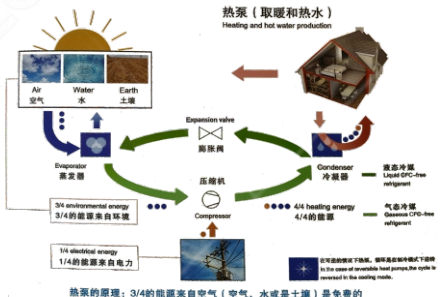 热泵（取暖和热水）
Heating and hot water production
Air
空气
Water
水
Earth
土壤
Expansion valve
膨胀阀
Evaporator
蒸发器
Condenser
冷凝器
液态冷媒
Liquid CFC-free
refrigerant
压缩机
Compressor
气态冷媒
Gaseous CFC-free
refrigerant
3/4 environmental energy
3/4的能源来自环境
4/4 heating energy
4/4的能源
1/4 electrical energy
1/4的能源来自电力
In the case of reversible heat pumps,the cycle is
reversed in the cooling mode.
热泵的原理：3/4的能源来自空气（空气、水或是土壤）是免费的